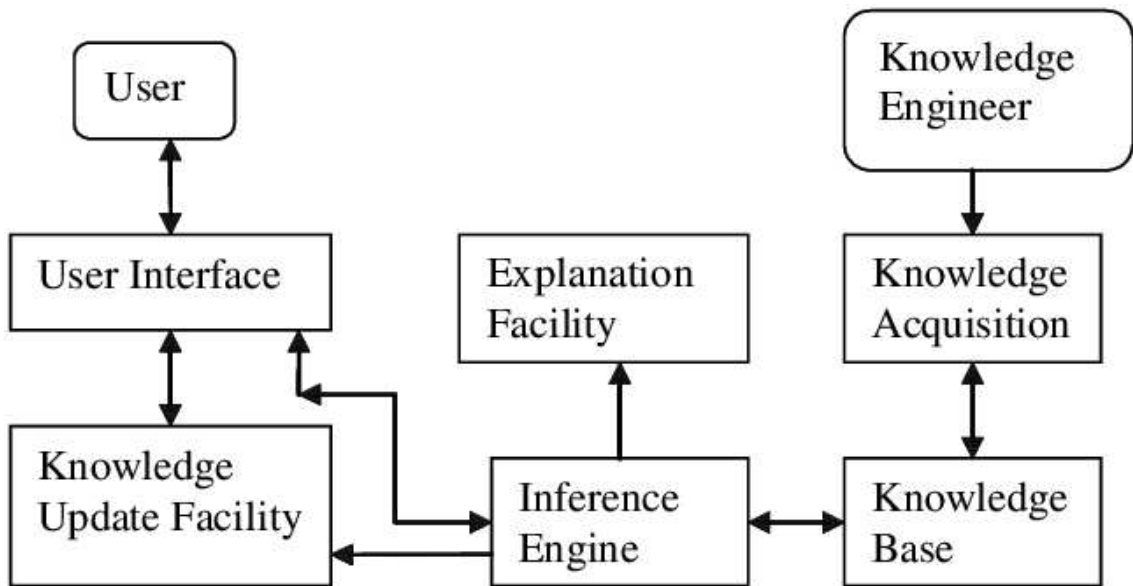 User
Knowledge
Engineer
User Interface
Explanation
Facility
Knowledge
Acquisition
Knowledge
Update Facility
Inference
Engine
Knowledge
Base